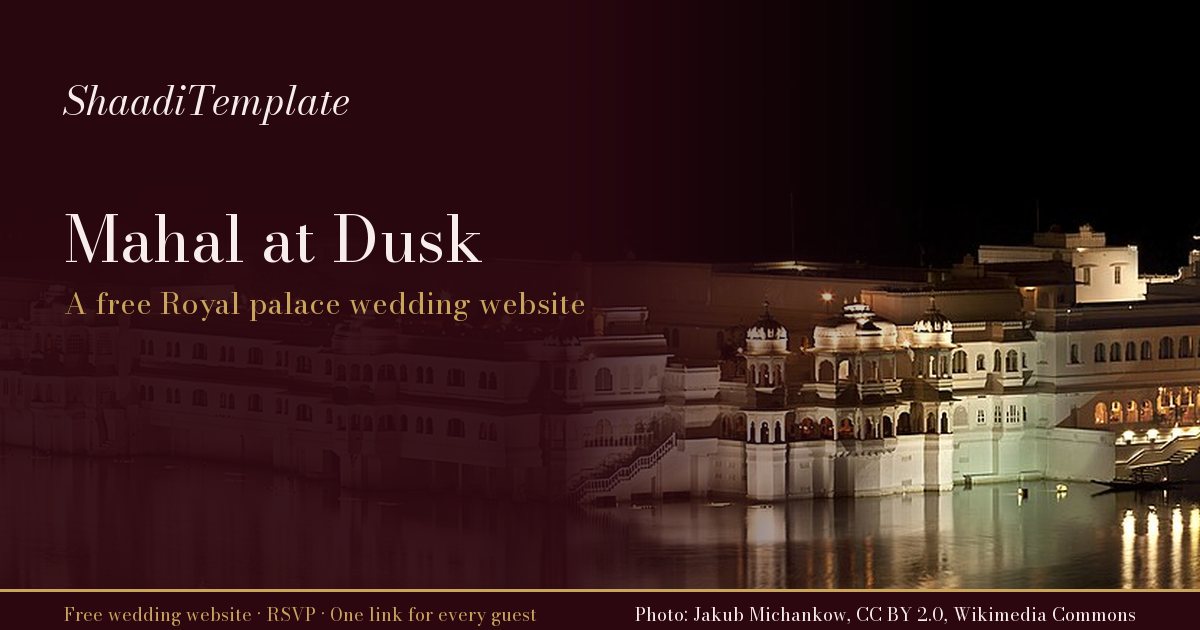 ShaadiTemplate
Mahal at Dusk
A free Royal palace wedding website
Free wedding website · RSVP · One link for every guest
Photo: Jakub Michankow, CC BY 2.0, Wikimedia Commons